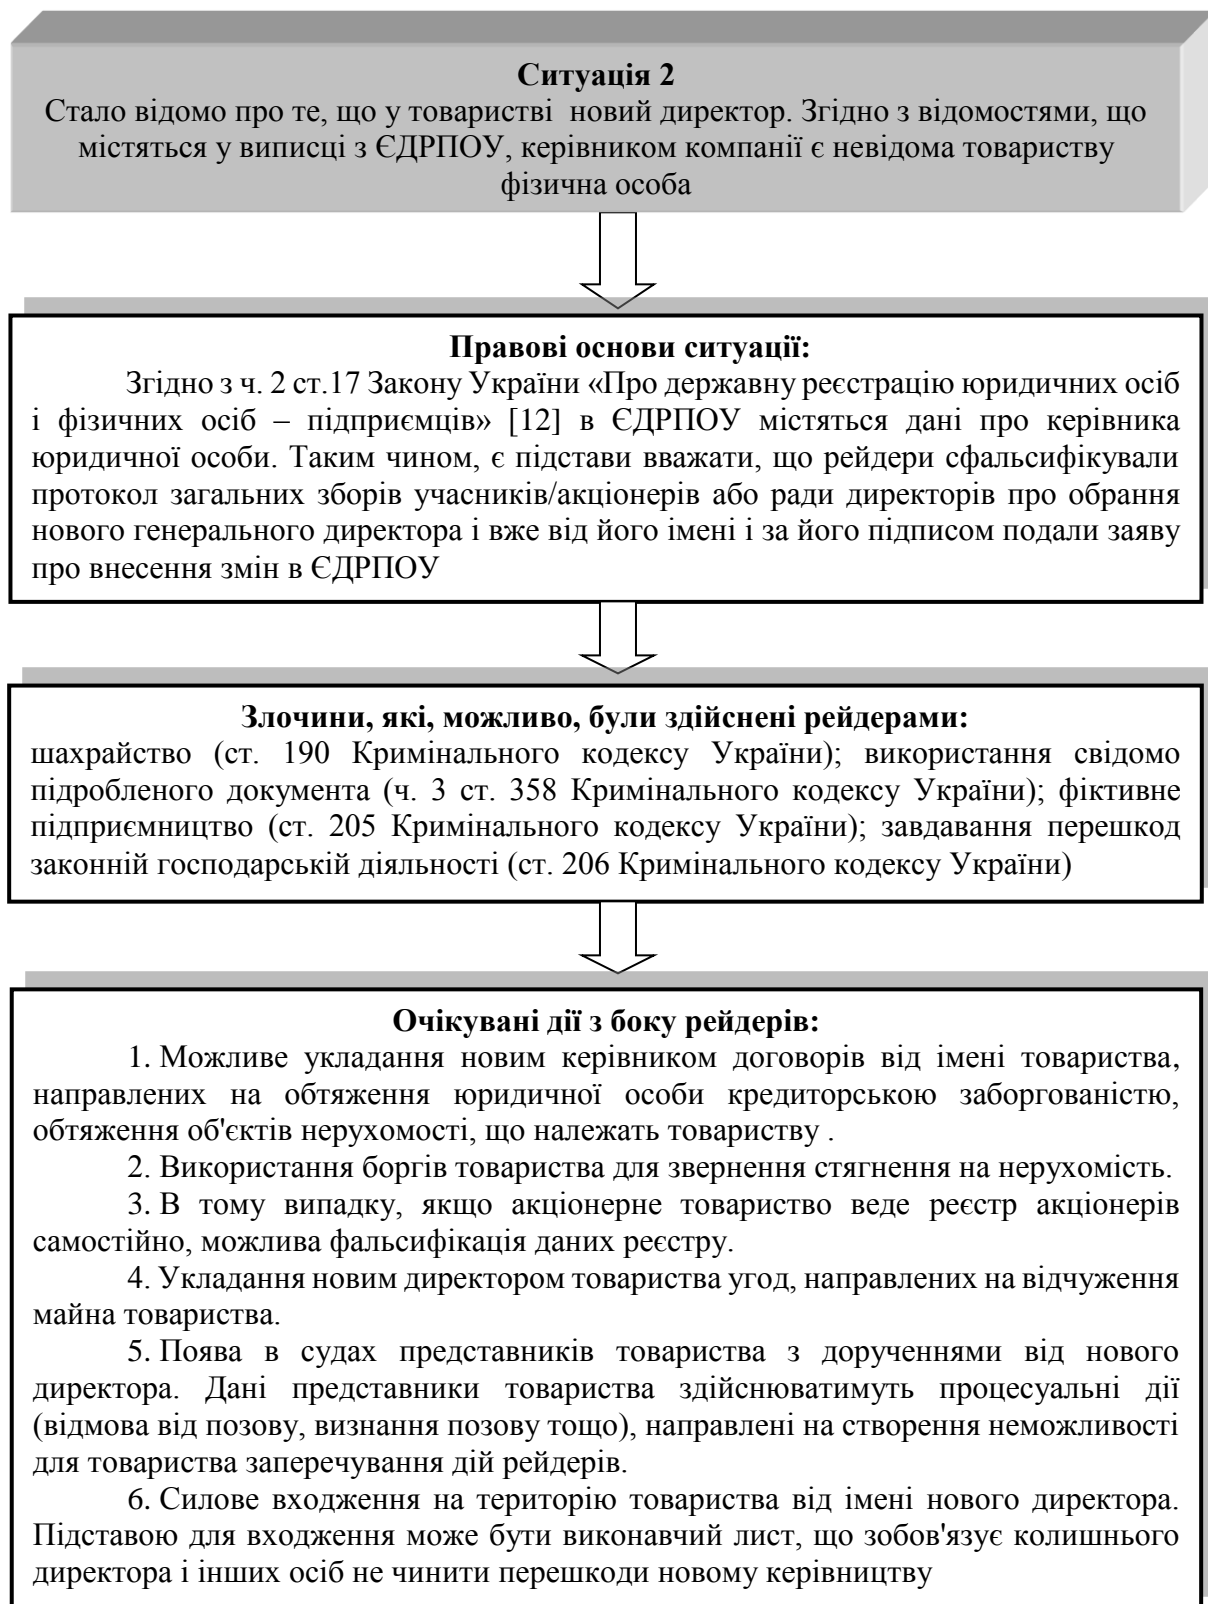 Ситуація 2
Стало відомо про те, що у товаристві новий директор. Згідно з відомостями, що
містяться у виписці з ЄДРПОУ, керівником компанії є невідома товариству
фізична особа
Правові основи ситуації:
Згідно з ч. 2 ст.17 Закону України «Про державну реєстрацію юридичних осіб
і фізичних осіб – підприємців» [12] в ЄДРПОУ містяться дані про керівника
юридичної особи. Таким чином, є підстави вважати, що рейдери сфальсифікували
протокол загальних зборів учасників/акціонерів або ради директорів про обрання
нового генерального директора і вже від його імені і за його підписом подали заяву
про внесення змін в ЄДРПОУ
Злочини, які, можливо, були здійснені рейдерами:
шахрайство (ст. 190 Кримінального кодексу України); використання свідомо
підробленого документа (ч. 3 ст. 358 Кримінального кодексу України); фіктивне
підприємництво (ст. 205 Кримінального кодексу України); завдавання перешкод
законній господарській діяльності (ст. 206 Кримінального кодексу України)
Очікувані дії з боку рейдерів:
1. Можливе укладання новим керівником договорів від імені товариства,
направлених на обтяження юридичної особи кредиторською заборгованістю,
обтяження об'єктів нерухомості, що належать товариству .
2. Використання боргів товариства для звернення стягнення на нерухомість.
3. В тому випадку, якщо акціонерне товариство веде реєстр акціонерів
самостійно, можлива фальсифікація даних реєстру.
4. Укладання новим директором товариства угод, направлених на відчуження
майна товариства.
5. Поява в судах представників товариства з дорученнями від нового
директора. Дані представники товариства здійснюватимуть процесуальні дії
(відмова від позову, визнання позову тощо), направлені на створення неможливості
для товариства заперечування дій рейдерів.
6. Силове входження на територію товариства від імені нового директора.
Підставою для входження може бути виконавчий лист, що зобов'язує колишнього
директора і інших осіб не чинити перешкоди новому керівництву